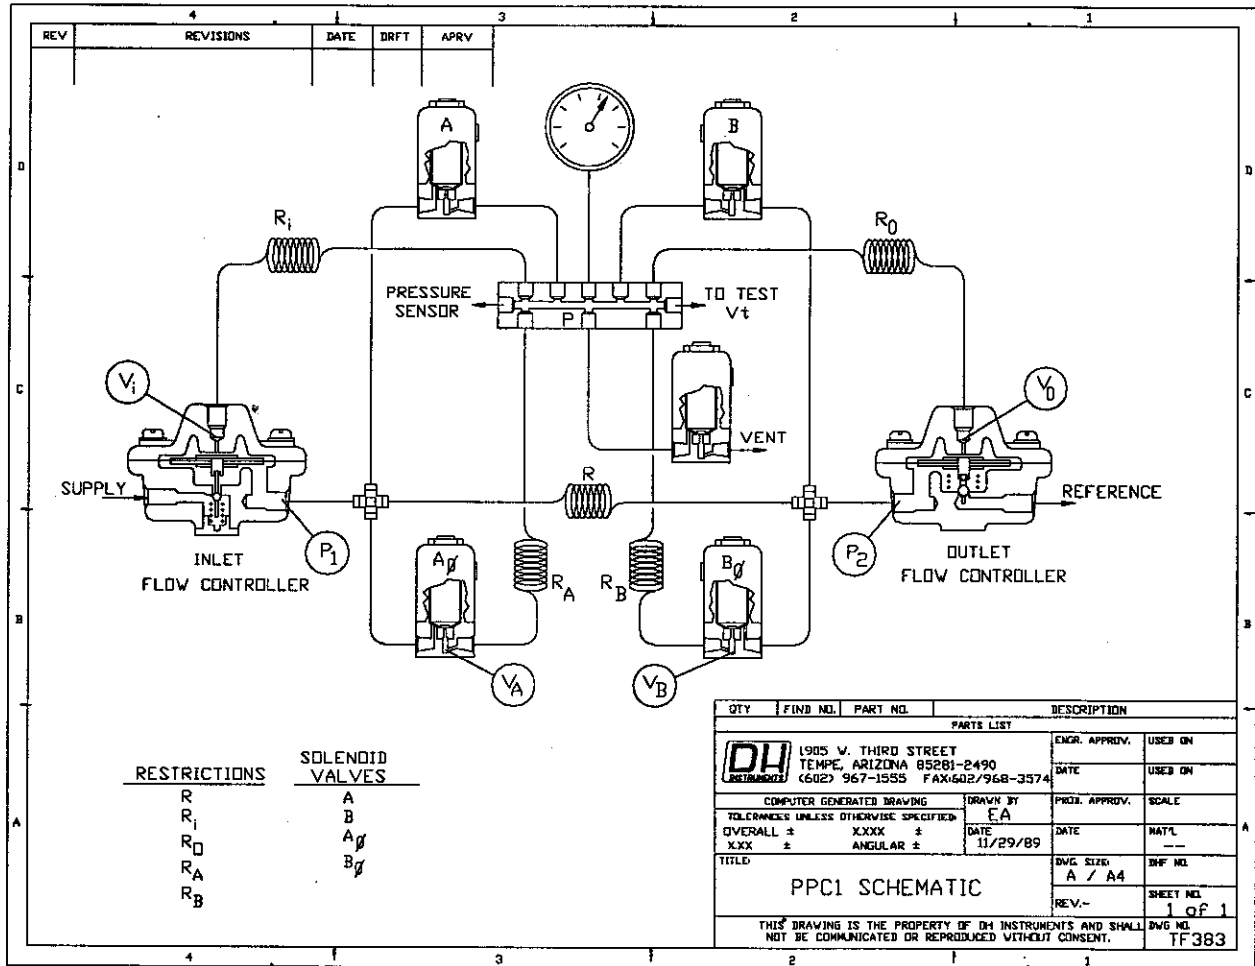 4 3 2 1
REV REVISIONS DATE DRFT APRV
D D
A B
Ri RO
PRESSURE SENSOR
TO TEST Vt
P
C C
Vi VO
VENT
R
SUPPLY REFERENCE
P1 P2
INLET FLOW CONTROLLER
OUTLET FLOW CONTROLLER
AØ BØ
RA RB
B B
VA VB
RESTRICTIONS
R
Ri
RO
RA
RB
SOLENOID VALVES
A
B
AØ
BØ
A A
QTY FIND NO. PART NO. DESCRIPTION
PARTS LIST
DH INSTRUMENTS
1905 W. THIRD STREET
TEMPE, ARIZONA 85281-2490
(602) 967-1555 FAX:602/968-3574
ENGR. APPROV. USED ON
DATE USED ON
COMPUTER GENERATED DRAWING
DRAWN BY EA
PROD. APPROV. SCALE
TOLERANCES UNLESS OTHERWISE SPECIFIED:
OVERALL ± XXXX ±
XXX ± ANGULAR ±
DATE 11/29/89
DATE MAT'L --
TITLE:
PPC1 SCHEMATIC
DWG. SIZE: A / A4
DHF NO.
REV.-
SHEET NO. 1 of 1
THIS DRAWING IS THE PROPERTY OF DH INSTRUMENTS AND SHALL
NOT BE COMMUNICATED OR REPRODUCED WITHOUT CONSENT.
DWG NO. TF383
4 3 2 1